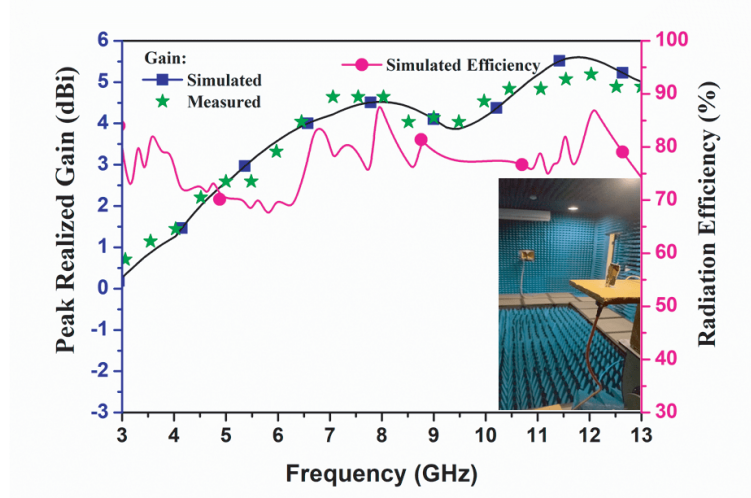 Gain:
Simulated
Measured
Simulated Efficiency
Peak Realized Gain (dBi)
6
5
4
3
2
1
0
-1
-2
-3
Radiation Efficiency (%)
100
90
80
70
60
50
40
30
3 4 5 6 7 8 9 10 11 12 13
Frequency (GHz)